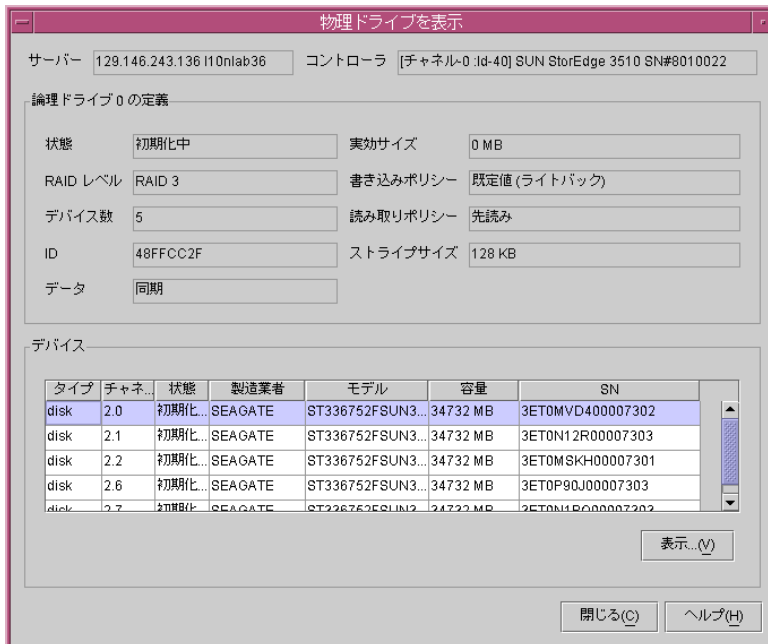 物理ドライブを表示
サーバー 129.146.243.136 l10nlab36 コントローラ [チャネル-0 :Id-40] SUN StorEdge 3510 SN#8010022
論理ドライブ 0 の定義
状態 初期化中 実効サイズ 0 MB
RAID レベル RAID 3 書き込みポリシー 既定値 (ライトバック)
デバイス数 5 読み取りポリシー 先読み
ID 48FFCC2F ストライプサイズ 128 KB
データ 同期
デバイス
タイプ チャネ... 状態 製造業者 モデル 容量 SN
disk 2.0 初期化... SEAGATE ST336752FSUN3... 34732 MB 3ET0MVD400007302
disk 2.1 初期化... SEAGATE ST336752FSUN3... 34732 MB 3ET0N12R00007303
disk 2.2 初期化... SEAGATE ST336752FSUN3... 34732 MB 3ET0MSKH00007301
disk 2.6 初期化... SEAGATE ST336752FSUN3... 34732 MB 3ET0P90J00007303
disk 2.7 初期化... SEAGATE ST336752FSUN3... 34732 MB
表示...(V)
閉じる(C) ヘルプ(H)